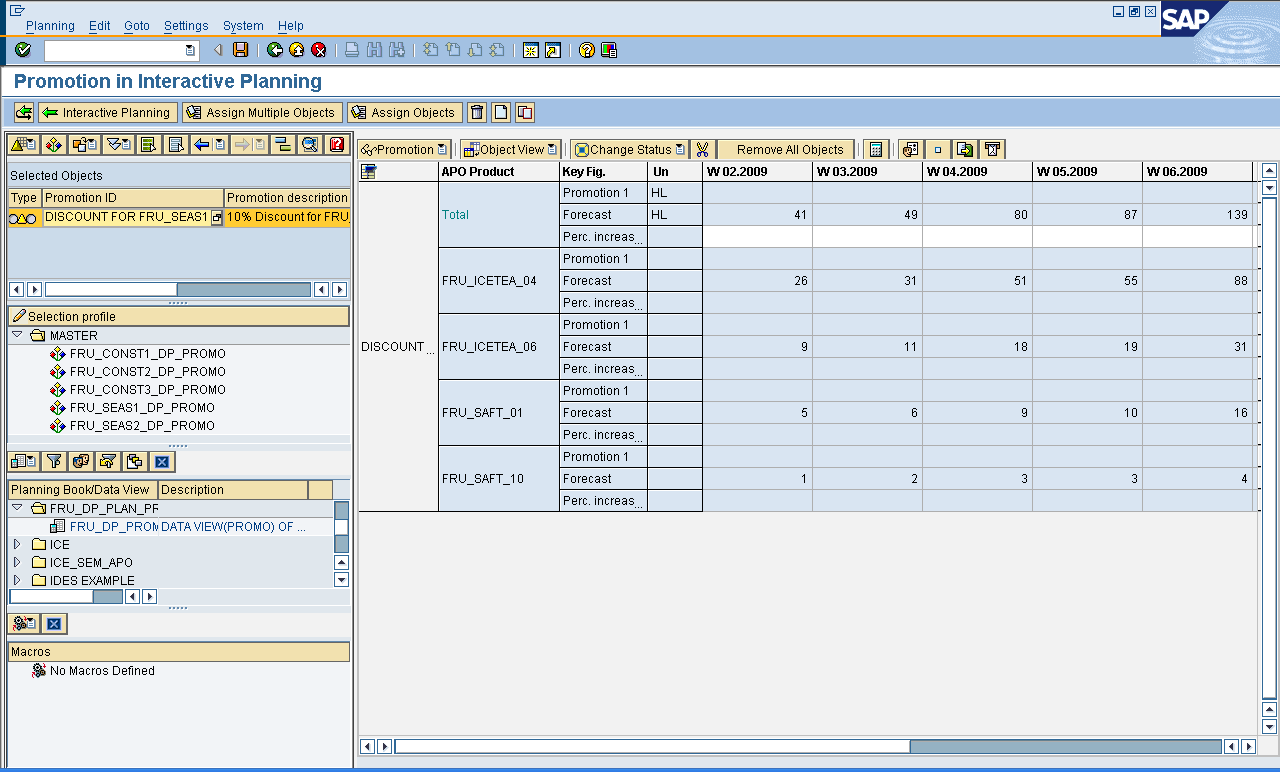 Planning Edit Goto Settings System Help
SAP
Promotion in Interactive Planning
Interactive Planning Assign Multiple Objects Assign Objects
Promotion Object View Change Status Remove All Objects
Selected Objects
Type Promotion ID Promotion description
DISCOUNT FOR FRU_SEAS1 10% Discount for FRU_
Selection profile
MASTER
FRU_CONST1_DP_PROMO
FRU_CONST2_DP_PROMO
FRU_CONST3_DP_PROMO
FRU_SEAS1_DP_PROMO
FRU_SEAS2_DP_PROMO
Planning Book/Data View Description
FRU_DP_PLAN_PF
FRU_DP_PROM DATA VIEW(PROMO) OF ...
ICE
ICE_SEM_APO
IDES EXAMPLE
Macros
No Macros Defined
APO Product Key Fig. Un W 02.2009 W 03.2009 W 04.2009 W 05.2009 W 06.2009
Promotion 1 HL
Total Forecast HL 41 49 80 87 139
Perc. increas...
Promotion 1
FRU_ICETEA_04 Forecast 26 31 51 55 88
Perc. increas...
Promotion 1
DISCOUNT ... FRU_ICETEA_06 Forecast 9 11 18 19 31
Perc. increas...
Promotion 1
FRU_SAFT_01 Forecast 5 6 9 10 16
Perc. increas...
Promotion 1
FRU_SAFT_10 Forecast 1 2 3 3 4
Perc. increas...